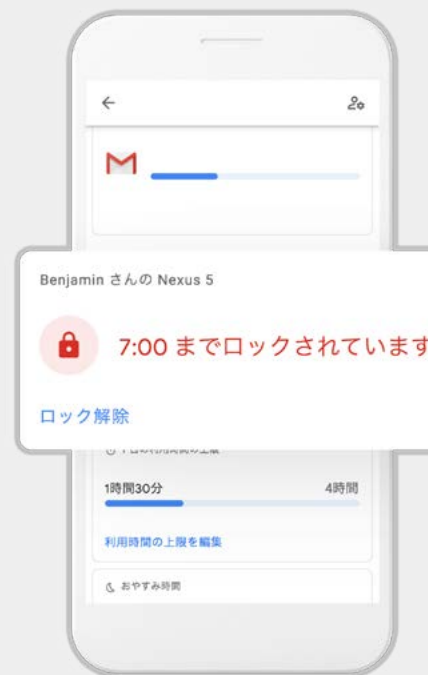 Benjamin さんの Nexus 5
7:00 までロックされています
ロック解除
1時間30分
4時間
利用時間の上限を編集
おやすみ時間